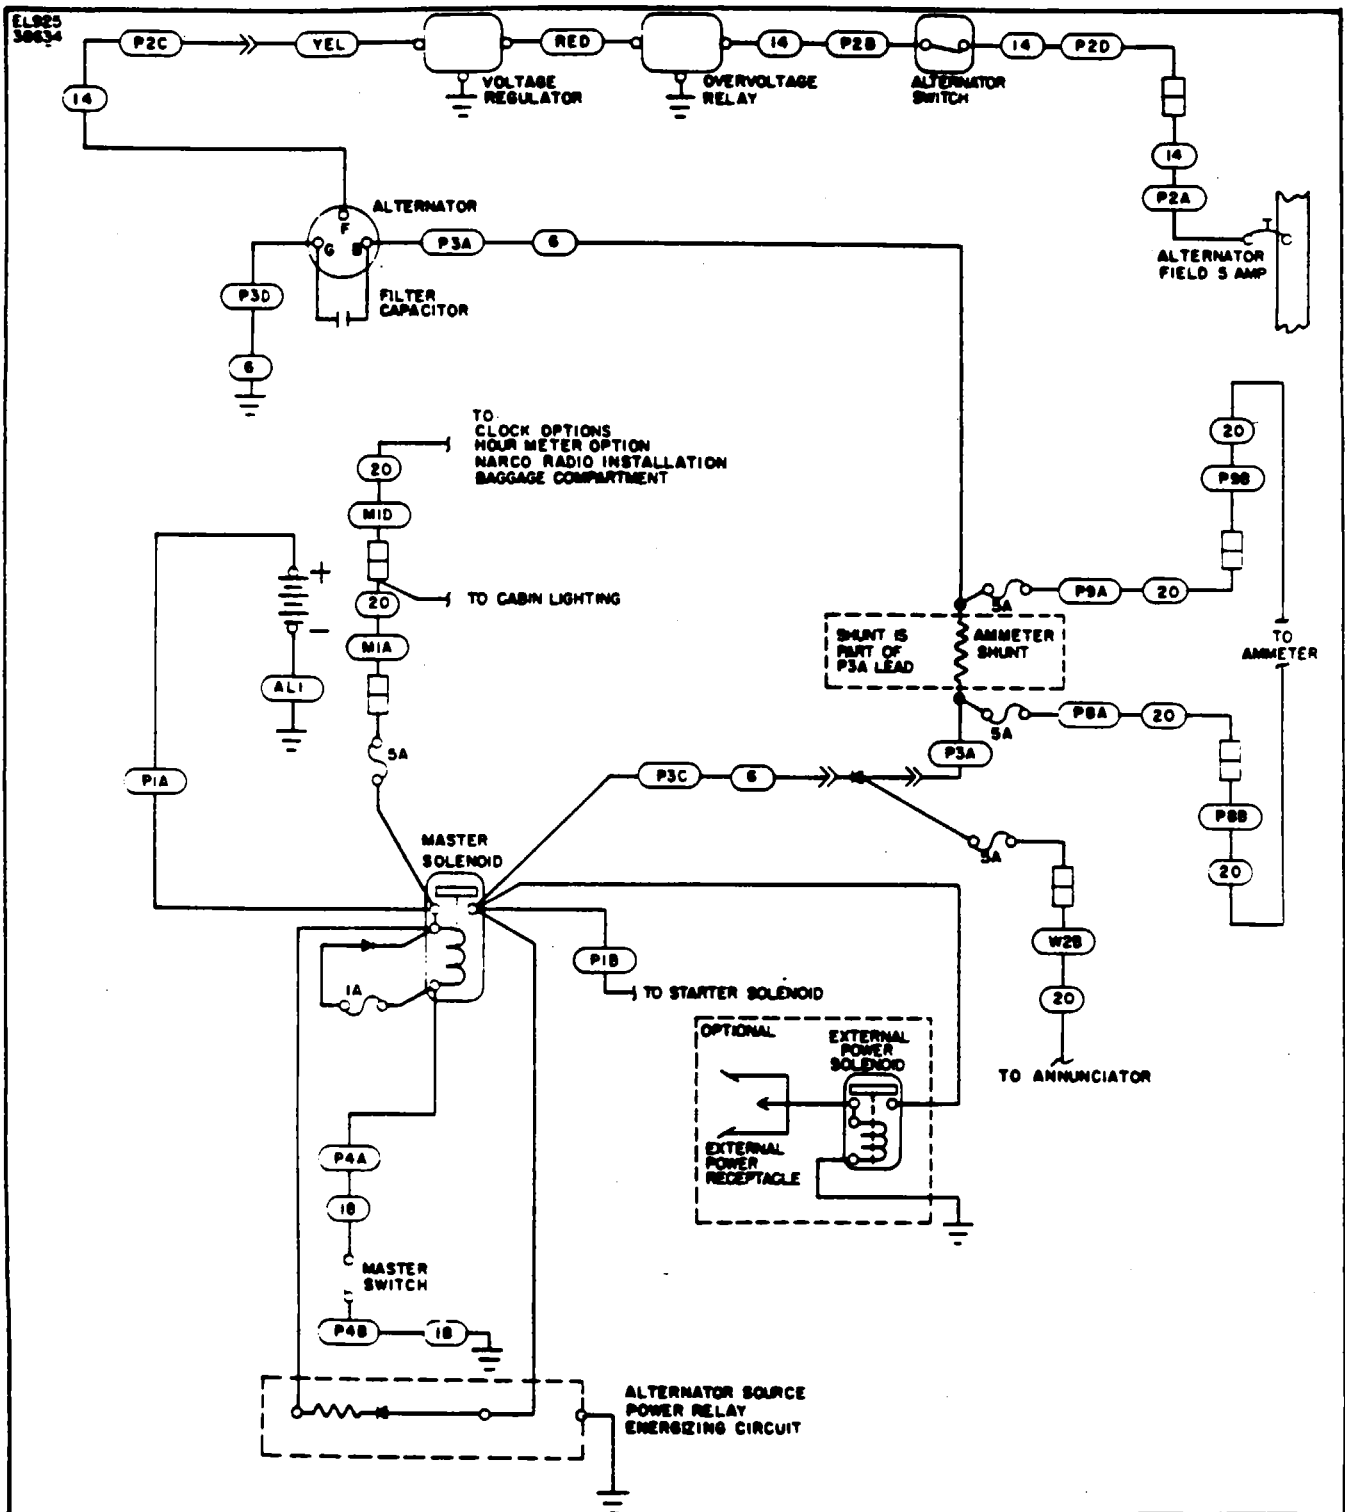 EL925
38634
P2C
YEL
RED
14
P2B
14
P2D
VOLTAGE
REGULATOR
OVERVOLTAGE
RELAY
ALTERNATOR
SWITCH
14
14
P2A
ALTERNATOR
FIELD 5 AMP
ALTERNATOR
F
G
B
P3A
6
P3D
FILTER
CAPACITOR
6
TO
CLOCK OPTIONS
HOUR METER OPTION
NARCO RADIO INSTALLATION
BAGGAGE COMPARTMENT
20
M1D
20
P9B
+
−
20
TO CABIN LIGHTING
M1A
5A
P9A
20
SHUNT IS
PART OF
P3A LEAD
AMMETER
SHUNT
TO
AMMETER
AL1
P8A
20
5A
5A
P3A
P1A
P3C
6
P8B
20
5A
MASTER
SOLENOID
W2B
20
P1B
1A
TO STARTER SOLENOID
OPTIONAL
EXTERNAL
POWER
SOLENOID
TO ANNUNCIATOR
EXTERNAL
POWER
RECEPTACLE
P4A
18
MASTER
SWITCH
P4B
18
ALTERNATOR SOURCE
POWER RELAY
ENERGIZING CIRCUIT